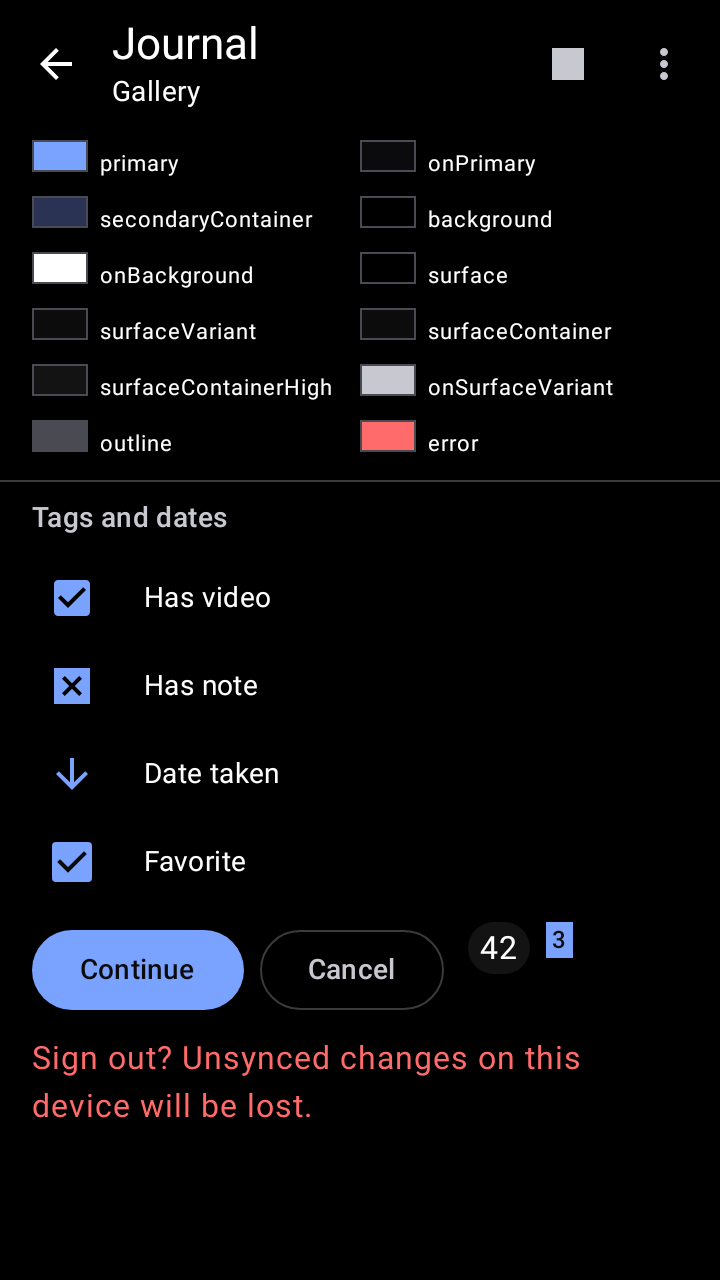 Journal
Gallery
primary
onPrimary
secondaryContainer
background
onBackground
surface
surfaceVariant
surfaceContainer
surfaceContainerHigh
onSurfaceVariant
outline
error
Tags and dates
Has video
Has note
Date taken
Favorite
Continue
Cancel
42
3
Sign out? Unsynced changes on this
device will be lost.